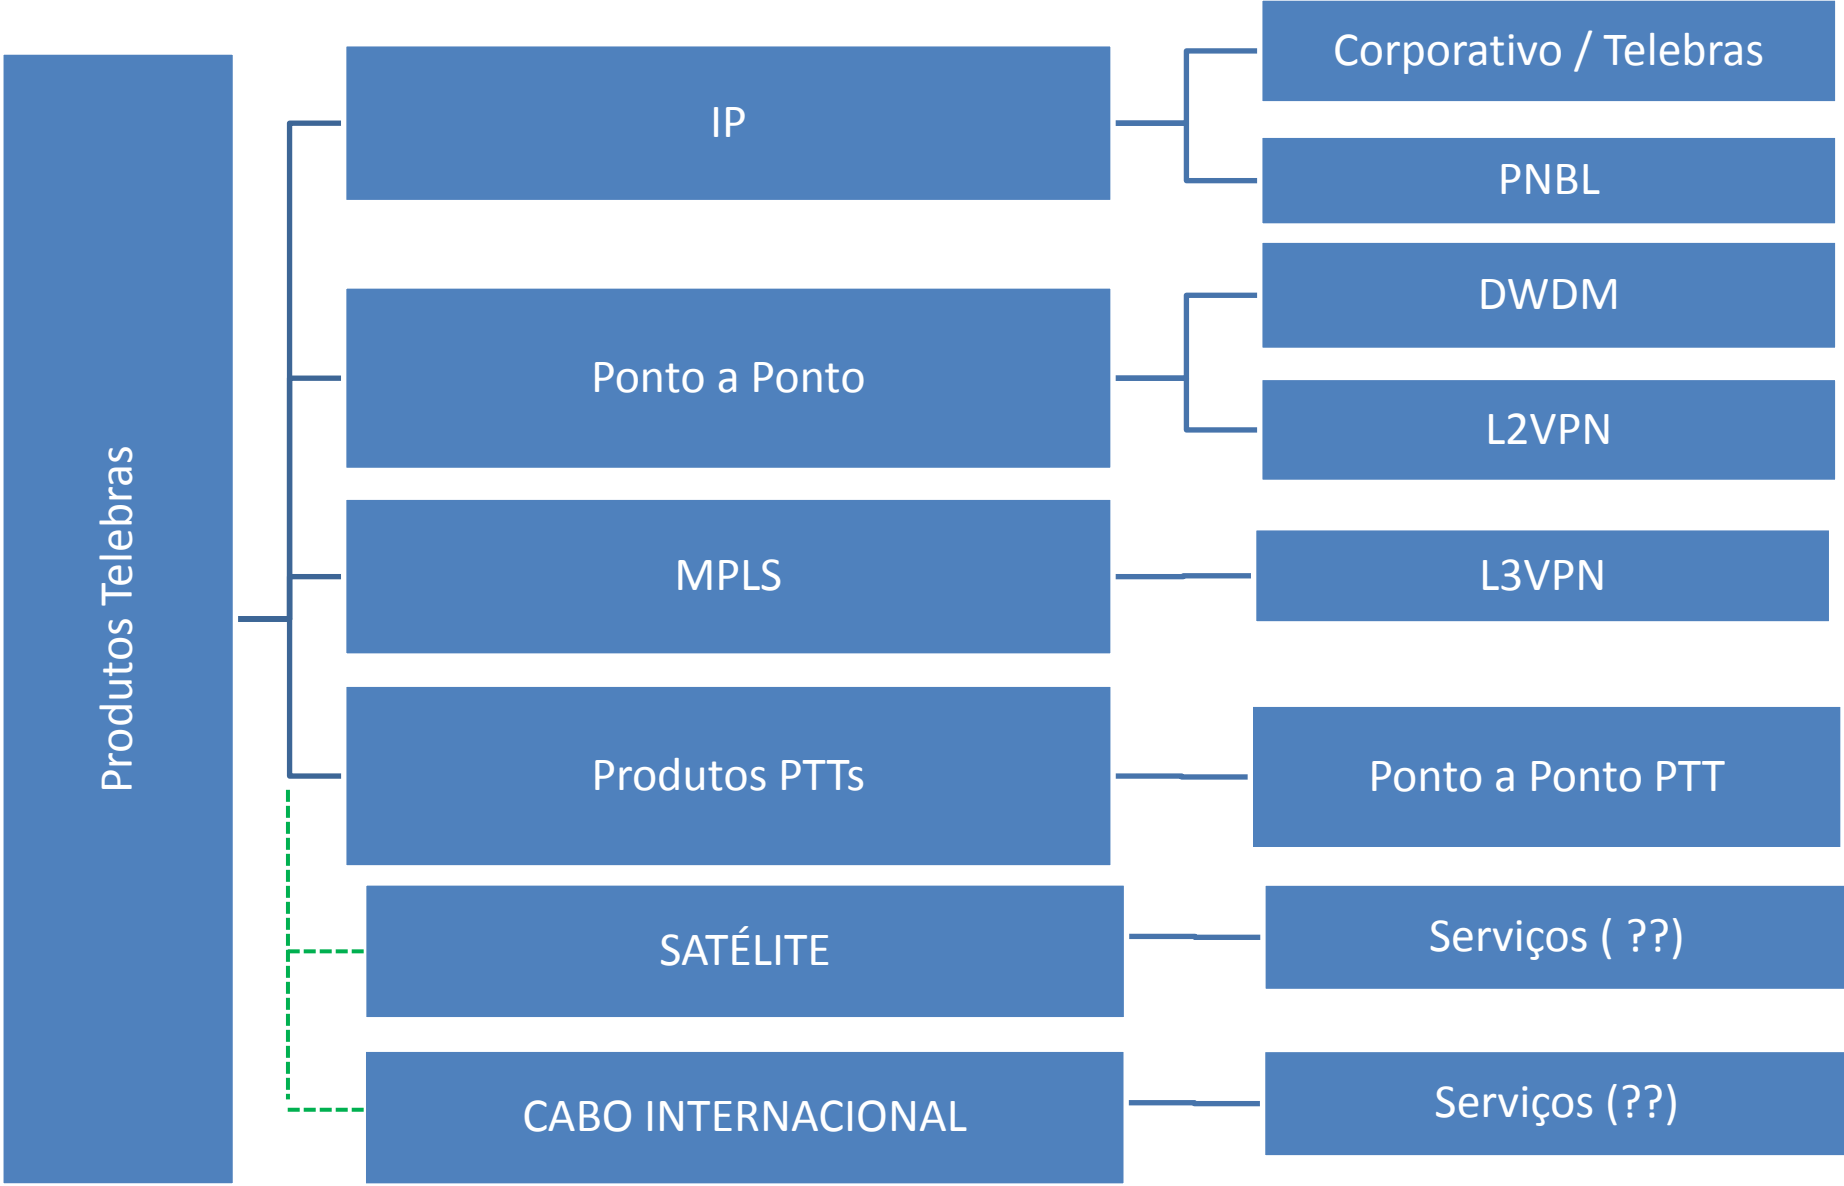 Produtos Telebras
IP
Corporativo / Telebras
PNBL
Ponto a Ponto
DWDM
L2VPN
MPLS
L3VPN
Produtos PTTs
Ponto a Ponto PTT
SATÉLITE
Serviços ( ??)
CABO INTERNACIONAL
Serviços (??)